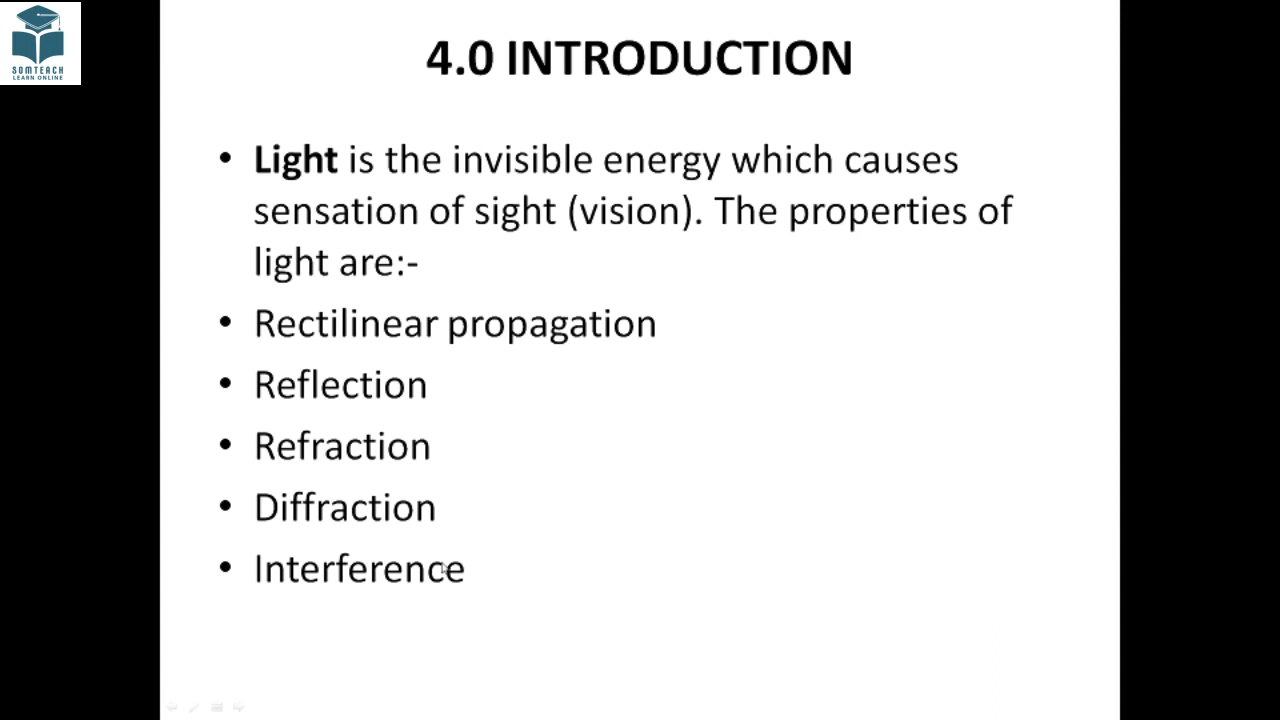 SOMTEACH
LEARN ONLINE
4.0 INTRODUCTION
• Light is the invisible energy which causes
sensation of sight (vision). The properties of
light are:-
• Rectilinear propagation
• Reflection
• Refraction
• Diffraction
• Interference